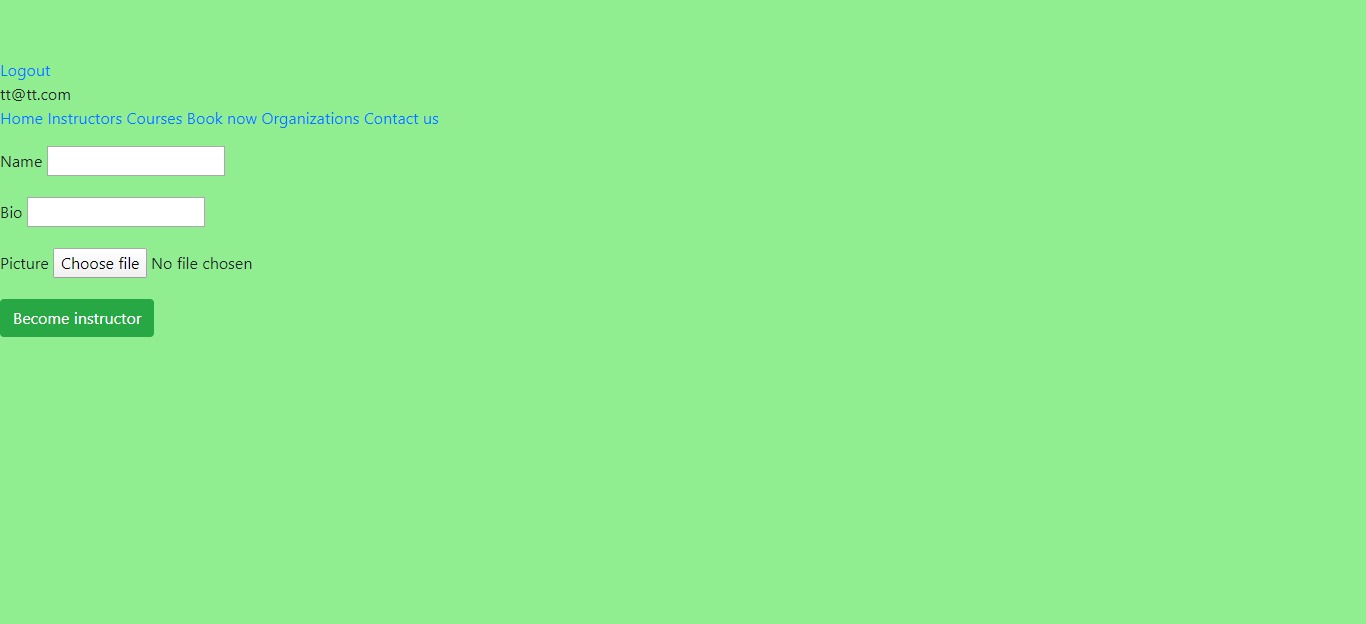 Logout
tt@tt.com
Home Instructors Courses Book now Organizations Contact us
Name
Bio
Picture Choose file No file chosen
Become instructor